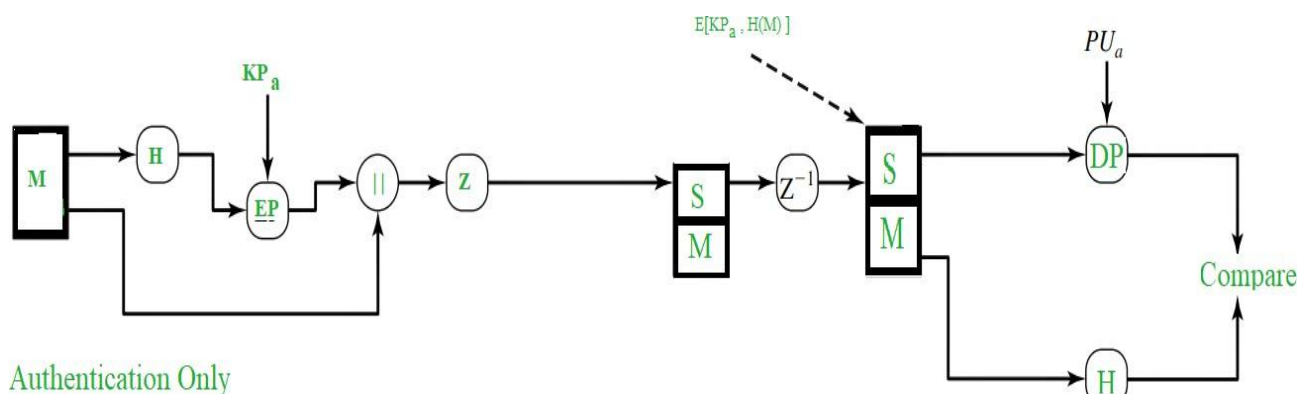 E[KPa , H(M) ]
PUa
KPa
M
H
EP
||
Z
S
M
Z⁻¹
S
M
DP
Compare
H
Authentication Only